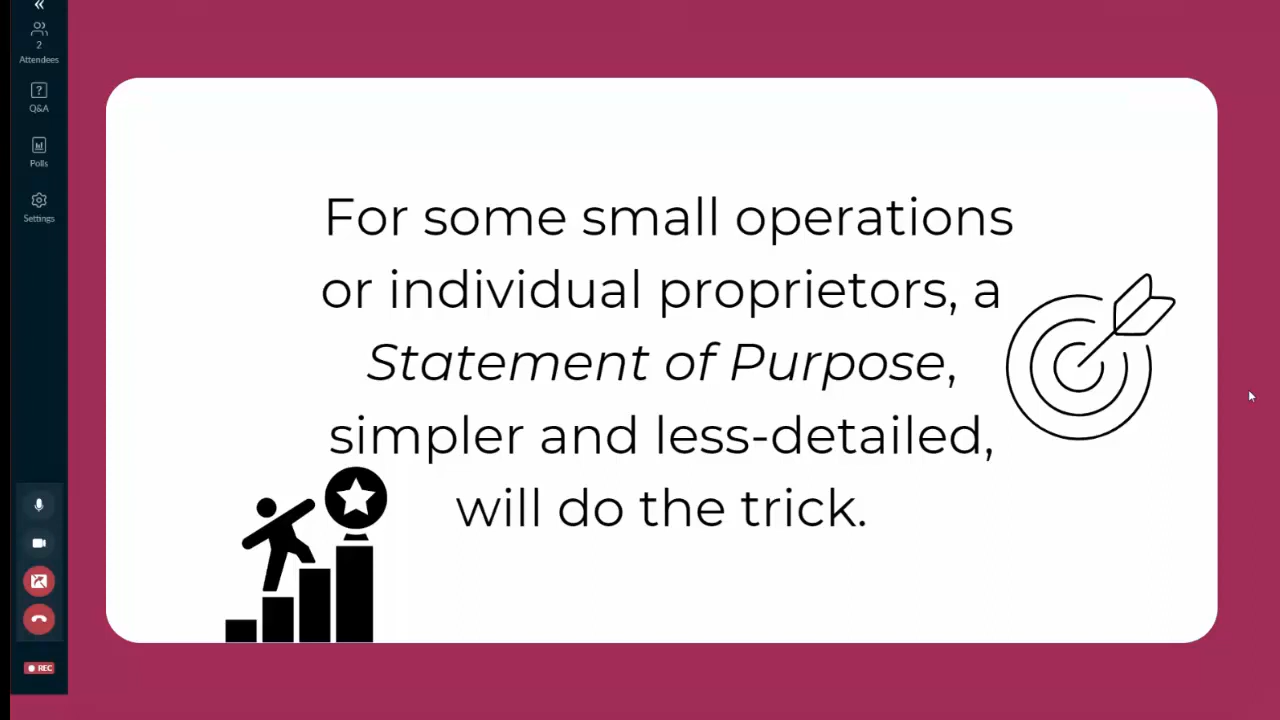 2
Attendees
?
Q&A
Polls
Settings
REC
For some small operations
or individual proprietors, a
Statement of Purpose,
simpler and less-detailed,
will do the trick.